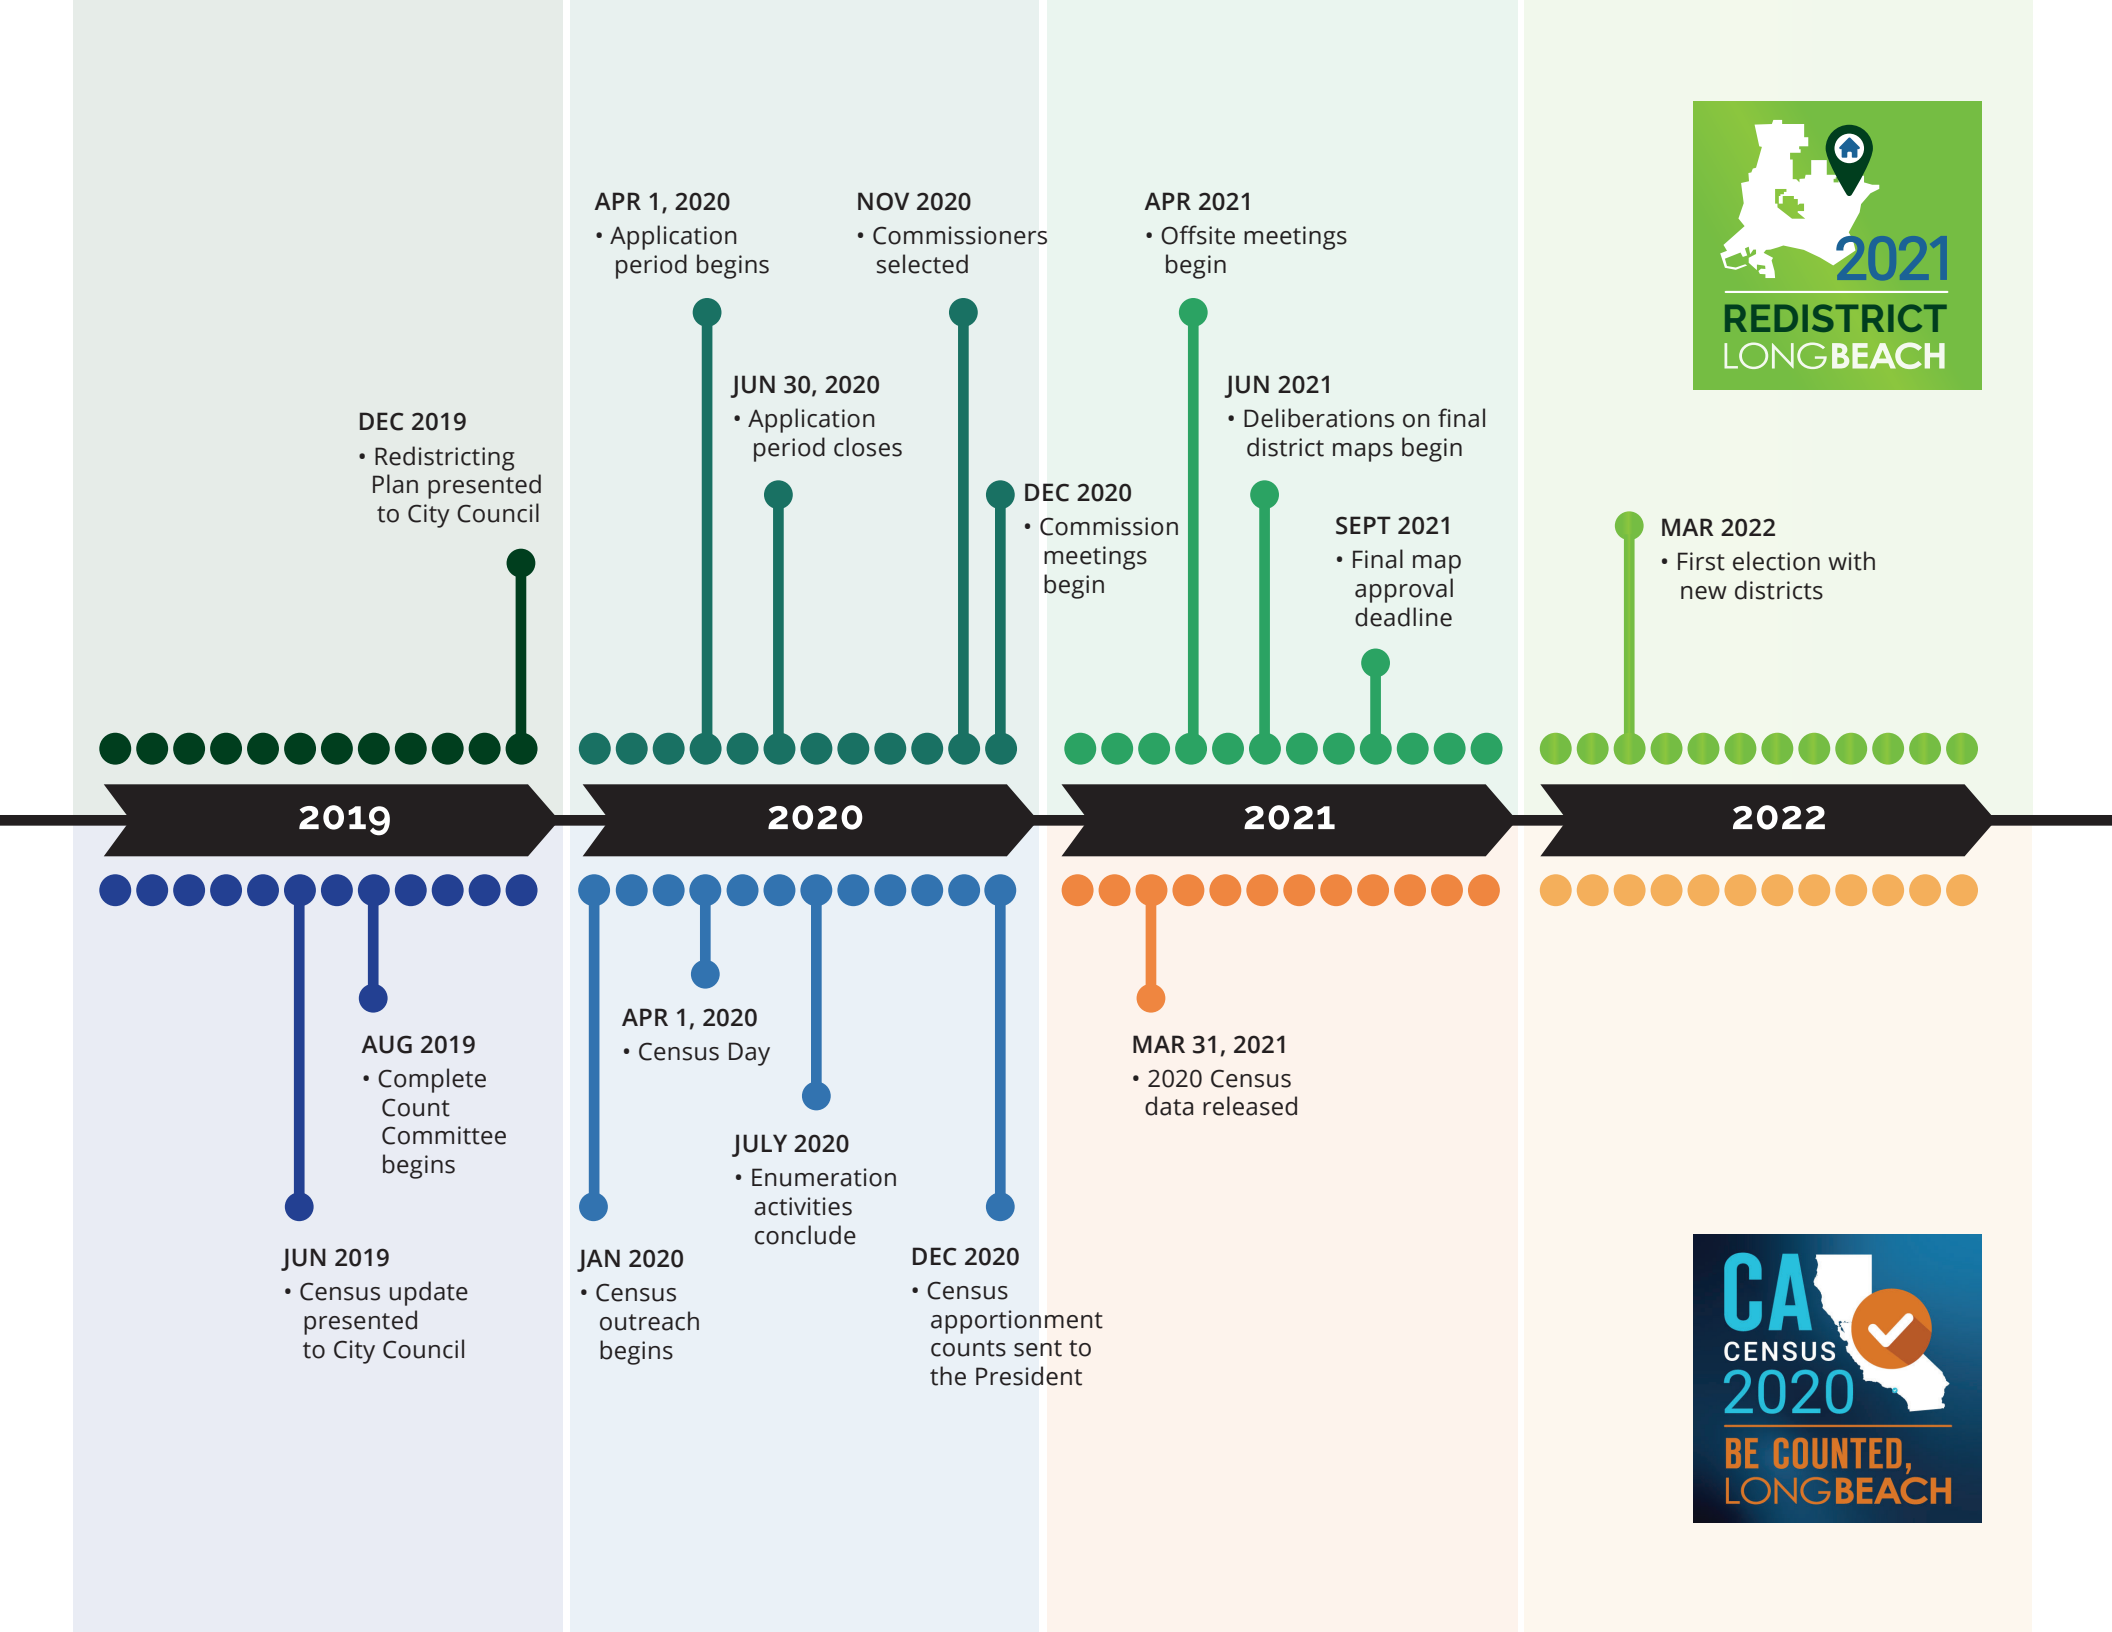 APR 1, 2020
• Application
period begins
NOV 2020
• Commissioners
selected
APR 2021
• Offsite meetings
begin
2021
REDISTRICT
LONGBEACH
JUN 30, 2020
• Application
period closes
JUN 2021
• Deliberations on final
district maps begin
DEC 2019
• Redistricting
Plan presented
to City Council
DEC 2020
• Commission
meetings
begin
SEPT 2021
• Final map
approval
deadline
MAR 2022
• First election with
new districts
2019
2020
2021
2022
AUG 2019
• Complete
Count
Committee
begins
APR 1, 2020
• Census Day
MAR 31, 2021
• 2020 Census
data released
JULY 2020
• Enumeration
activities
conclude
JUN 2019
• Census update
presented
to City Council
JAN 2020
• Census
outreach
begins
DEC 2020
• Census
apportionment
counts sent to
the President
CA
CENSUS
2020
BE COUNTED,
LONGBEACH